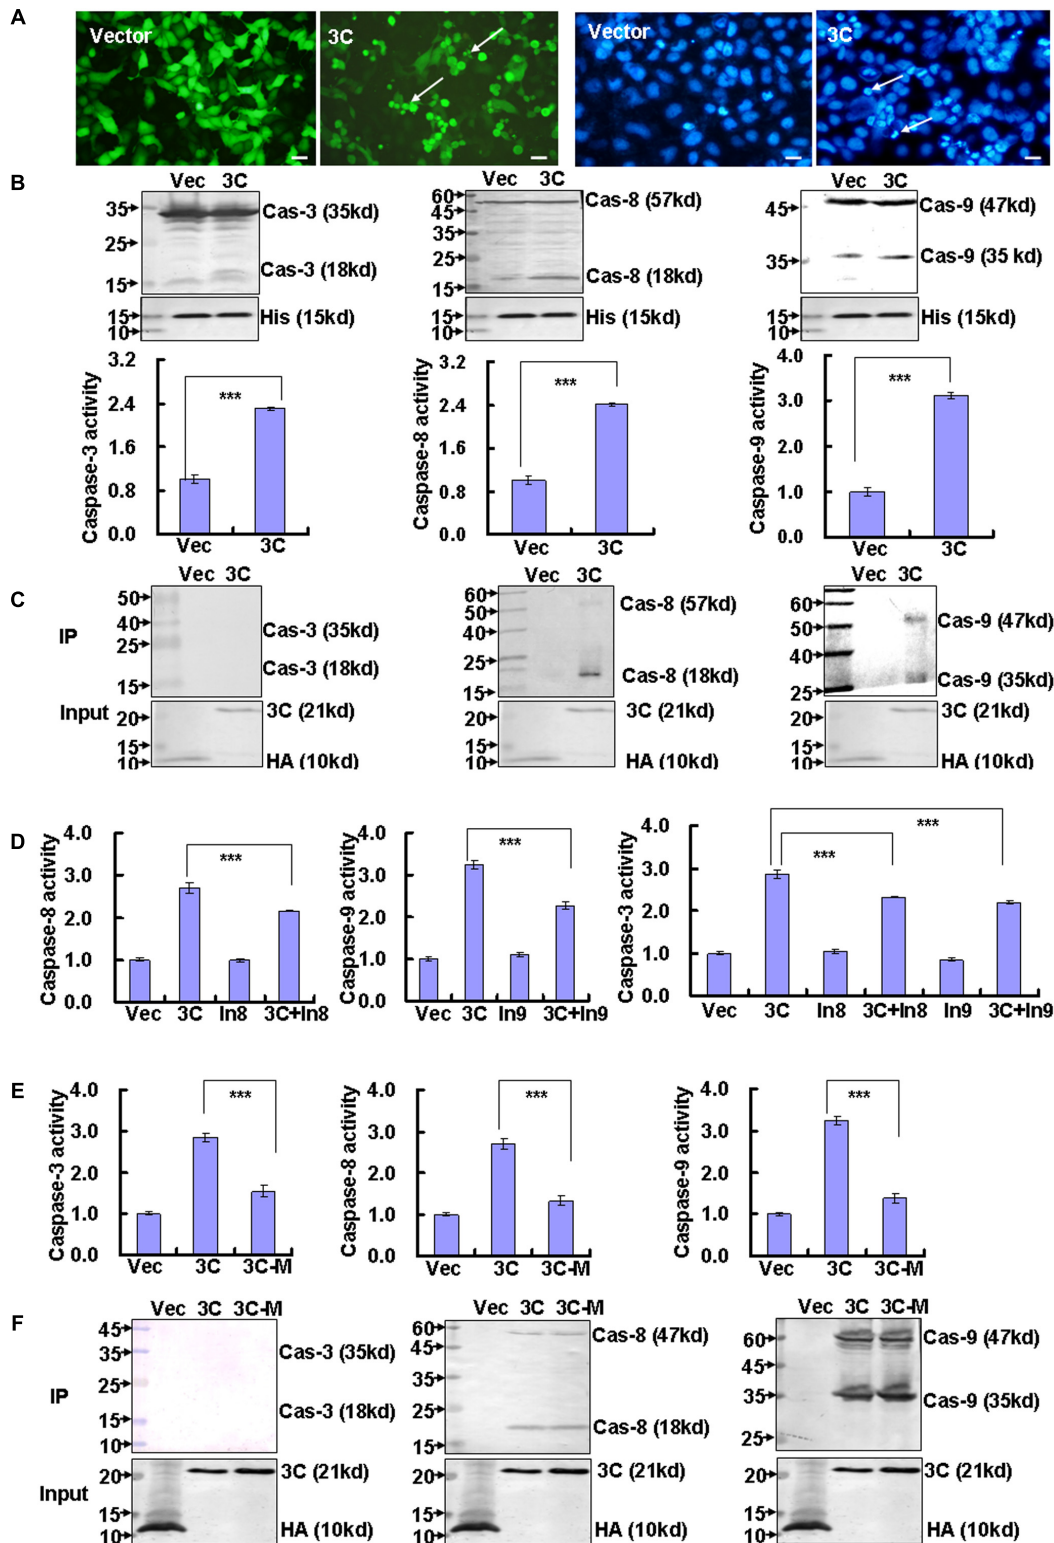 A
Vector
3C
Vector
3C
B
Vec 3C
35
25
15
Cas-3 (35kd)
Cas-3 (18kd)
15
10
His (15kd)
Vec 3C
60
45
35
25
15
Cas-8 (57kd)
Cas-8 (18kd)
15
10
His (15kd)
Vec 3C
45
35
Cas-9 (47kd)
Cas-9 (35 kd)
15
10
His (15kd)
Caspase-3 activity
3.2
2.4
1.6
0.8
0.0
***
Vec 3C
Caspase-8 activity
3.2
2.4
1.6
0.8
0.0
***
Vec 3C
Caspase-9 activity
4.0
3.0
2.0
1.0
0.0
***
Vec 3C
C
IP
Input
Vec 3C
50
40
25
15
Cas-3 (35kd)
Cas-3 (18kd)
20
15
10
3C (21kd)
HA (10kd)
Vec 3C
60
50
40
25
15
Cas-8 (57kd)
Cas-8 (18kd)
20
15
10
3C (21kd)
HA (10kd)
Vec 3C
60
50
40
25
Cas-9 (47kd)
Cas-9 (35kd)
20
15
10
3C (21kd)
HA (10kd)
D
Caspase-8 activity
4.0
3.0
2.0
1.0
0.0
***
Vec 3C In8 3C+In8
Caspase-9 activity
4.0
3.0
2.0
1.0
0.0
***
Vec 3C In9 3C+In9
Caspase-3 activity
4.0
3.0
2.0
1.0
0.0
***
***
Vec 3C In8 3C+In8 In9 3C+In9
E
Caspase-3 activity
4.0
3.0
2.0
1.0
0.0
***
Vec 3C 3C-M
Caspase-8 activity
4.0
3.0
2.0
1.0
0.0
***
Vec 3C 3C-M
Caspase-9 activity
4.0
3.0
2.0
1.0
0.0
***
Vec 3C 3C-M
F
IP
Input
Vec 3C 3C-M
45
35
25
15
10
Cas-3 (35kd)
Cas-3 (18kd)
20
15
10
3C (21kd)
HA (10kd)
Vec 3C 3C-M
60
45
35
25
15
Cas-8 (47kd)
Cas-8 (18kd)
20
15
10
3C (21kd)
HA (10kd)
Vec 3C 3C-M
60
45
35
25
Cas-9 (47kd)
Cas-9 (35kd)
20
15
10
3C (21kd)
HA (10kd)